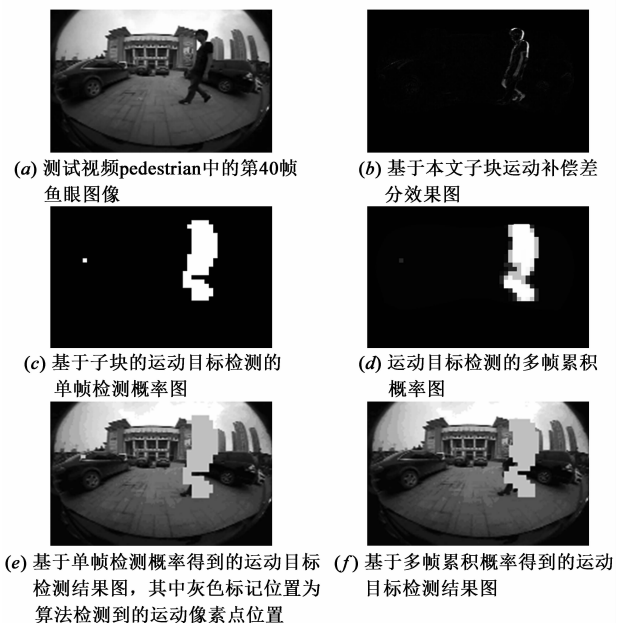 (a) 测试视频pedestrian中的第40帧
鱼眼图像
(b) 基于本文子块运动补偿差
分效果图
(c) 基于子块的运动目标检测的
单帧检测概率图
(d) 运动目标检测的多帧累积
概率图
(e) 基于单帧检测概率得到的运动目标
检测结果图，其中灰色标记位置为
算法检测到的运动像素点位置
(f) 基于多帧累积概率得到的运动
目标检测结果图